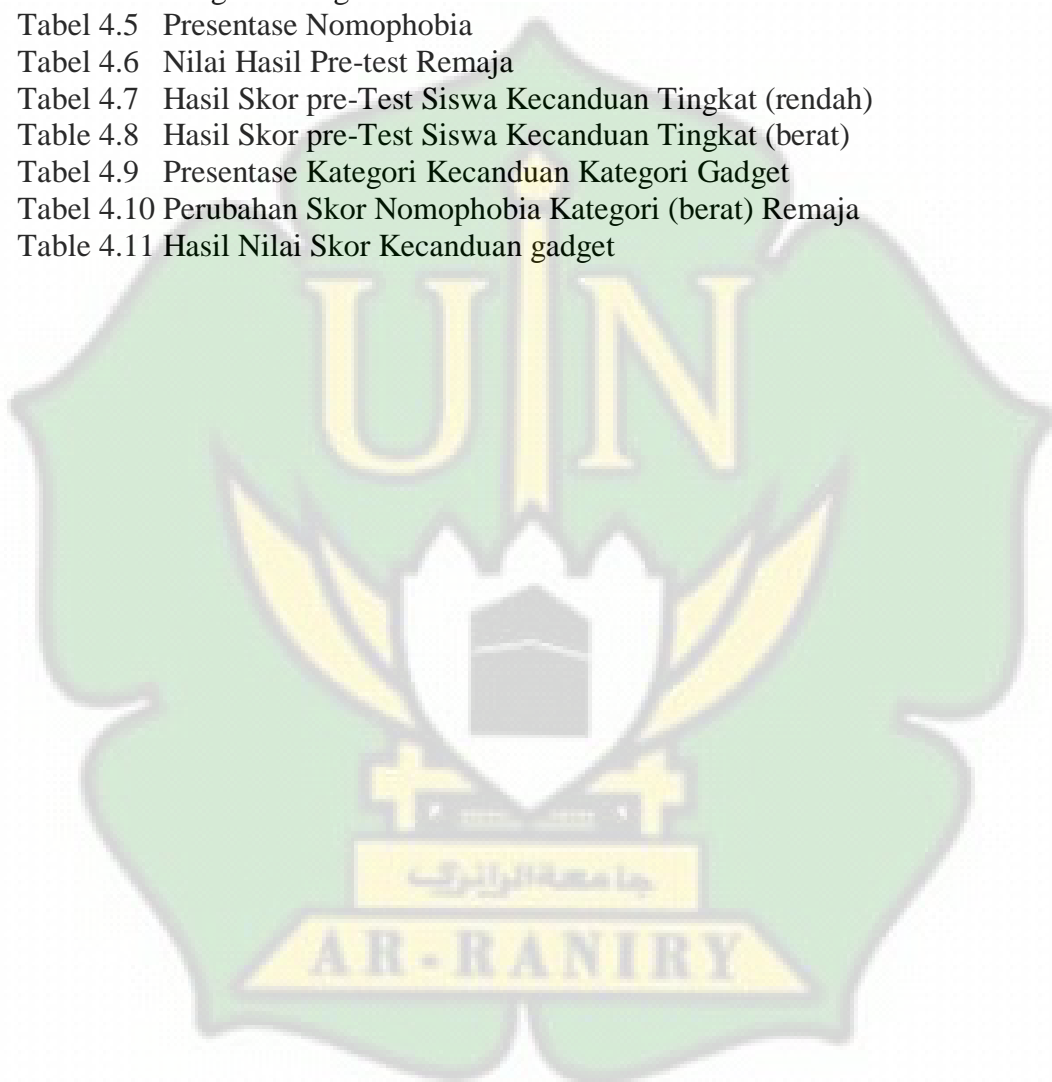 Tabel 4.5 Presentase Nomophobia
Tabel 4.6 Nilai Hasil Pre-test Remaja
Tabel 4.7 Hasil Skor pre-Test Siswa Kecanduan Tingkat (rendah)
Table 4.8 Hasil Skor pre-Test Siswa Kecanduan Tingkat (berat)
Tabel 4.9 Presentase Kategori Kecanduan Kategori Gadget
Tabel 4.10 Perubahan Skor Nomophobia Kategori (berat) Remaja
Table 4.11 Hasil Nilai Skor Kecanduan gadget
UIN
جامعة الرانري
AR-RANIRY